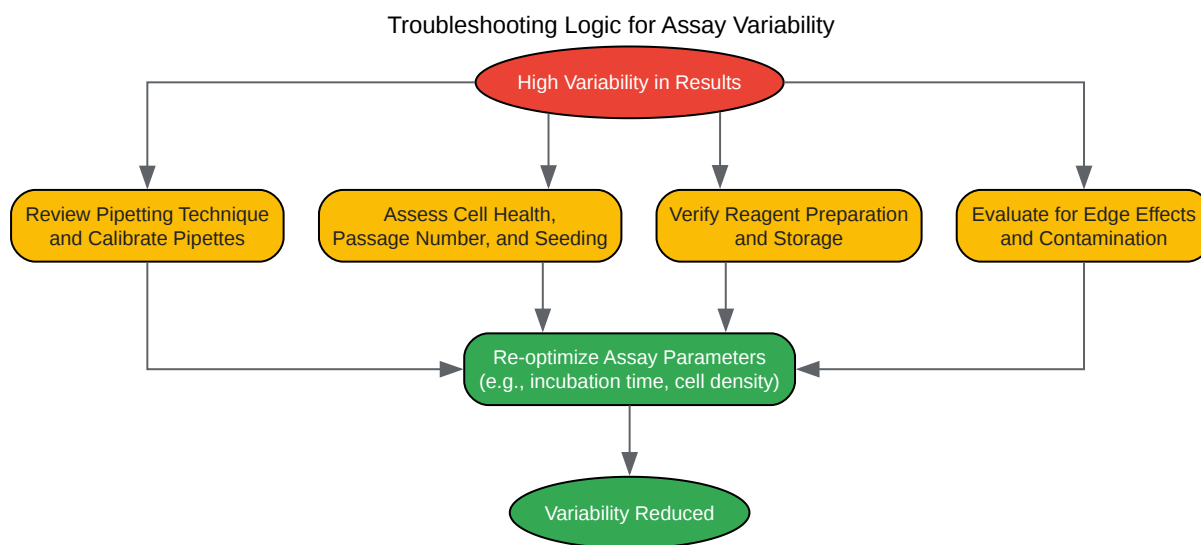 Troubleshooting Logic for Assay Variability
High Variability in Results
Review Pipetting Technique
and Calibrate Pipettes
Assess Cell Health,
Passage Number, and Seeding
Verify Reagent Preparation
and Storage
Evaluate for Edge Effects
and Contamination
Re-optimize Assay Parameters
(e.g., incubation time, cell density)
Variability Reduced